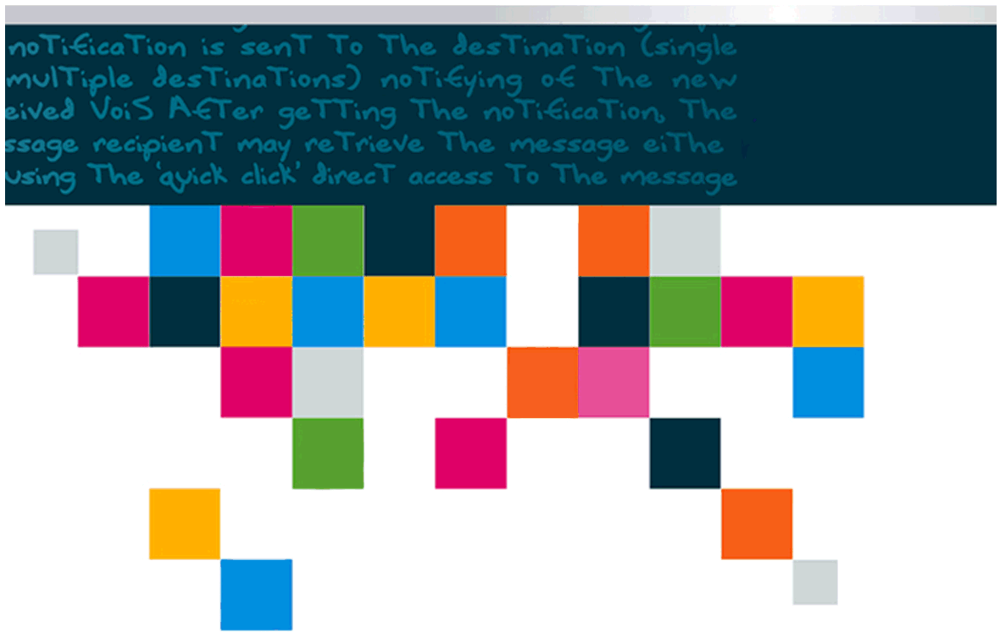 noTificaTion is senT To The desTinaTion (single
mulTiple desTinaTions) noTifying of The new
eived VoiS AfTer geTTing The noTificaTion, The
ssage recipienT may reTrieve The message eiThe
using The 'quick click' direcT access To The message